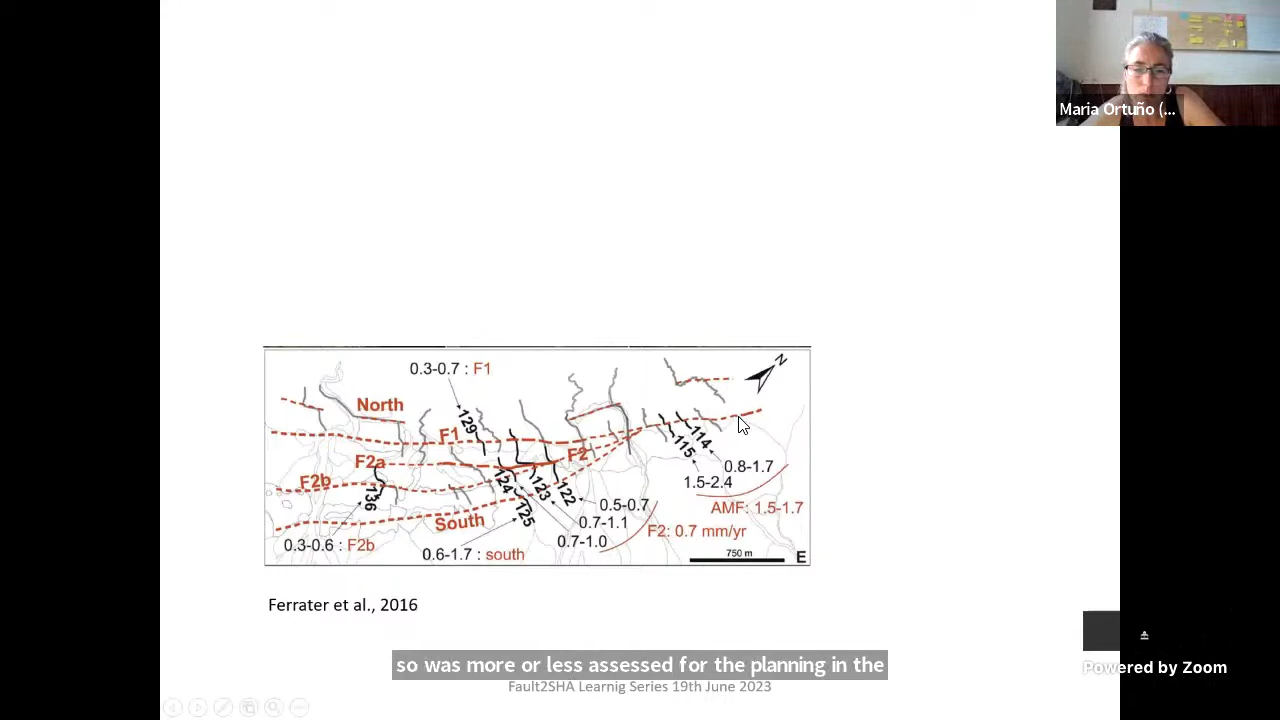 Maria Ortuño (...
N
0.3-0.7 : F1
North
129
F1
F2
F2a
F2b
114
115
0.8-1.7
1.5-2.4
AMF: 1.5-1.7
136
124
123
122
125
South
0.5-0.7
0.7-1.1
0.7-1.0
F2: 0.7 mm/yr
0.3-0.6 : F2b
0.6-1.7 : south
750 m
E
Ferrater et al., 2016
so was more or less assessed for the planning in the
Fault2SHA Learnig Series 19th June 2023
Powered by Zoom